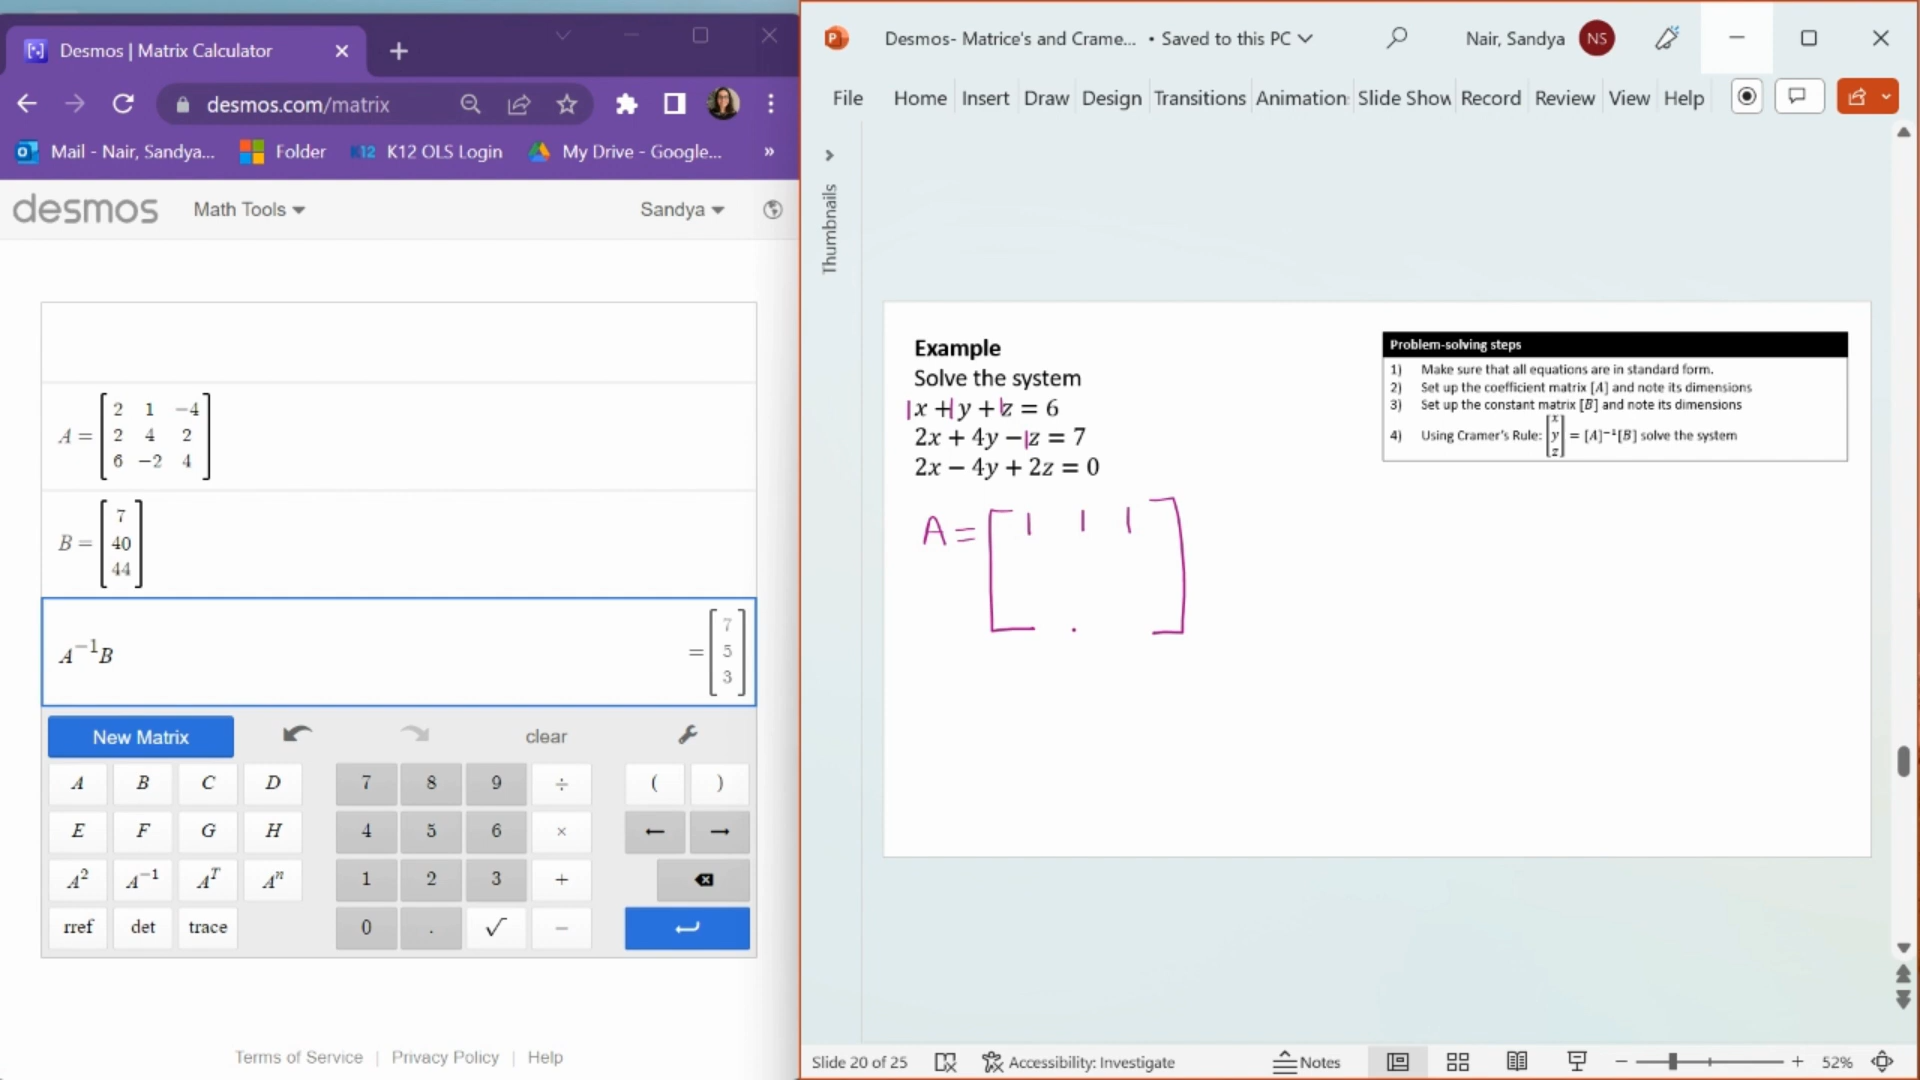 Desmos | Matrix Calculator
desmos.com/matrix
Mail - Nair, Sandya... Folder K12 OLS Login My Drive - Google... »
desmos Math Tools Sandya
A = [2 1 −4
2 4 2
6 −2 4]
B = [7
40
44]
A⁻¹B = [7
5
3]
New Matrix clear
A B C D 7 8 9 ÷ ( )
E F G H 4 5 6 × ← →
A² A⁻¹ Aᵀ Aⁿ 1 2 3 +
rref det trace 0 . √ −
Terms of Service | Privacy Policy | Help
Desmos- Matrice's and Crame... • Saved to this PC Nair, Sandya NS
File Home Insert Draw Design Transitions Animation Slide Show Record Review View Help
Thumbnails
Example
Solve the system
1x + 1y + 1z = 6
2x + 4y − 1z = 7
2x − 4y + 2z = 0
A = [1 1 1
. ]
Problem-solving steps
1) Make sure that all equations are in standard form.
2) Set up the coefficient matrix [A] and note its dimensions
3) Set up the constant matrix [B] and note its dimensions
4) Using Cramer's Rule: [x y z] = [A]⁻¹[B] solve the system
Slide 20 of 25 Accessibility: Investigate Notes 52%